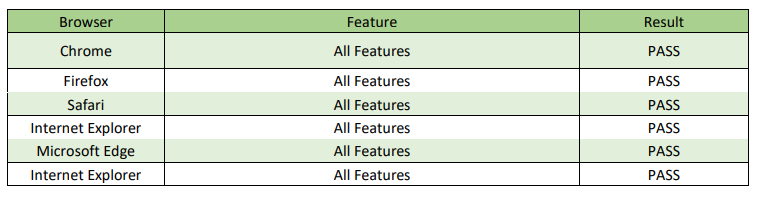 Browser Feature Result
Chrome All Features PASS
Firefox All Features PASS
Safari All Features PASS
Internet Explorer All Features PASS
Microsoft Edge All Features PASS
Internet Explorer All Features PASS